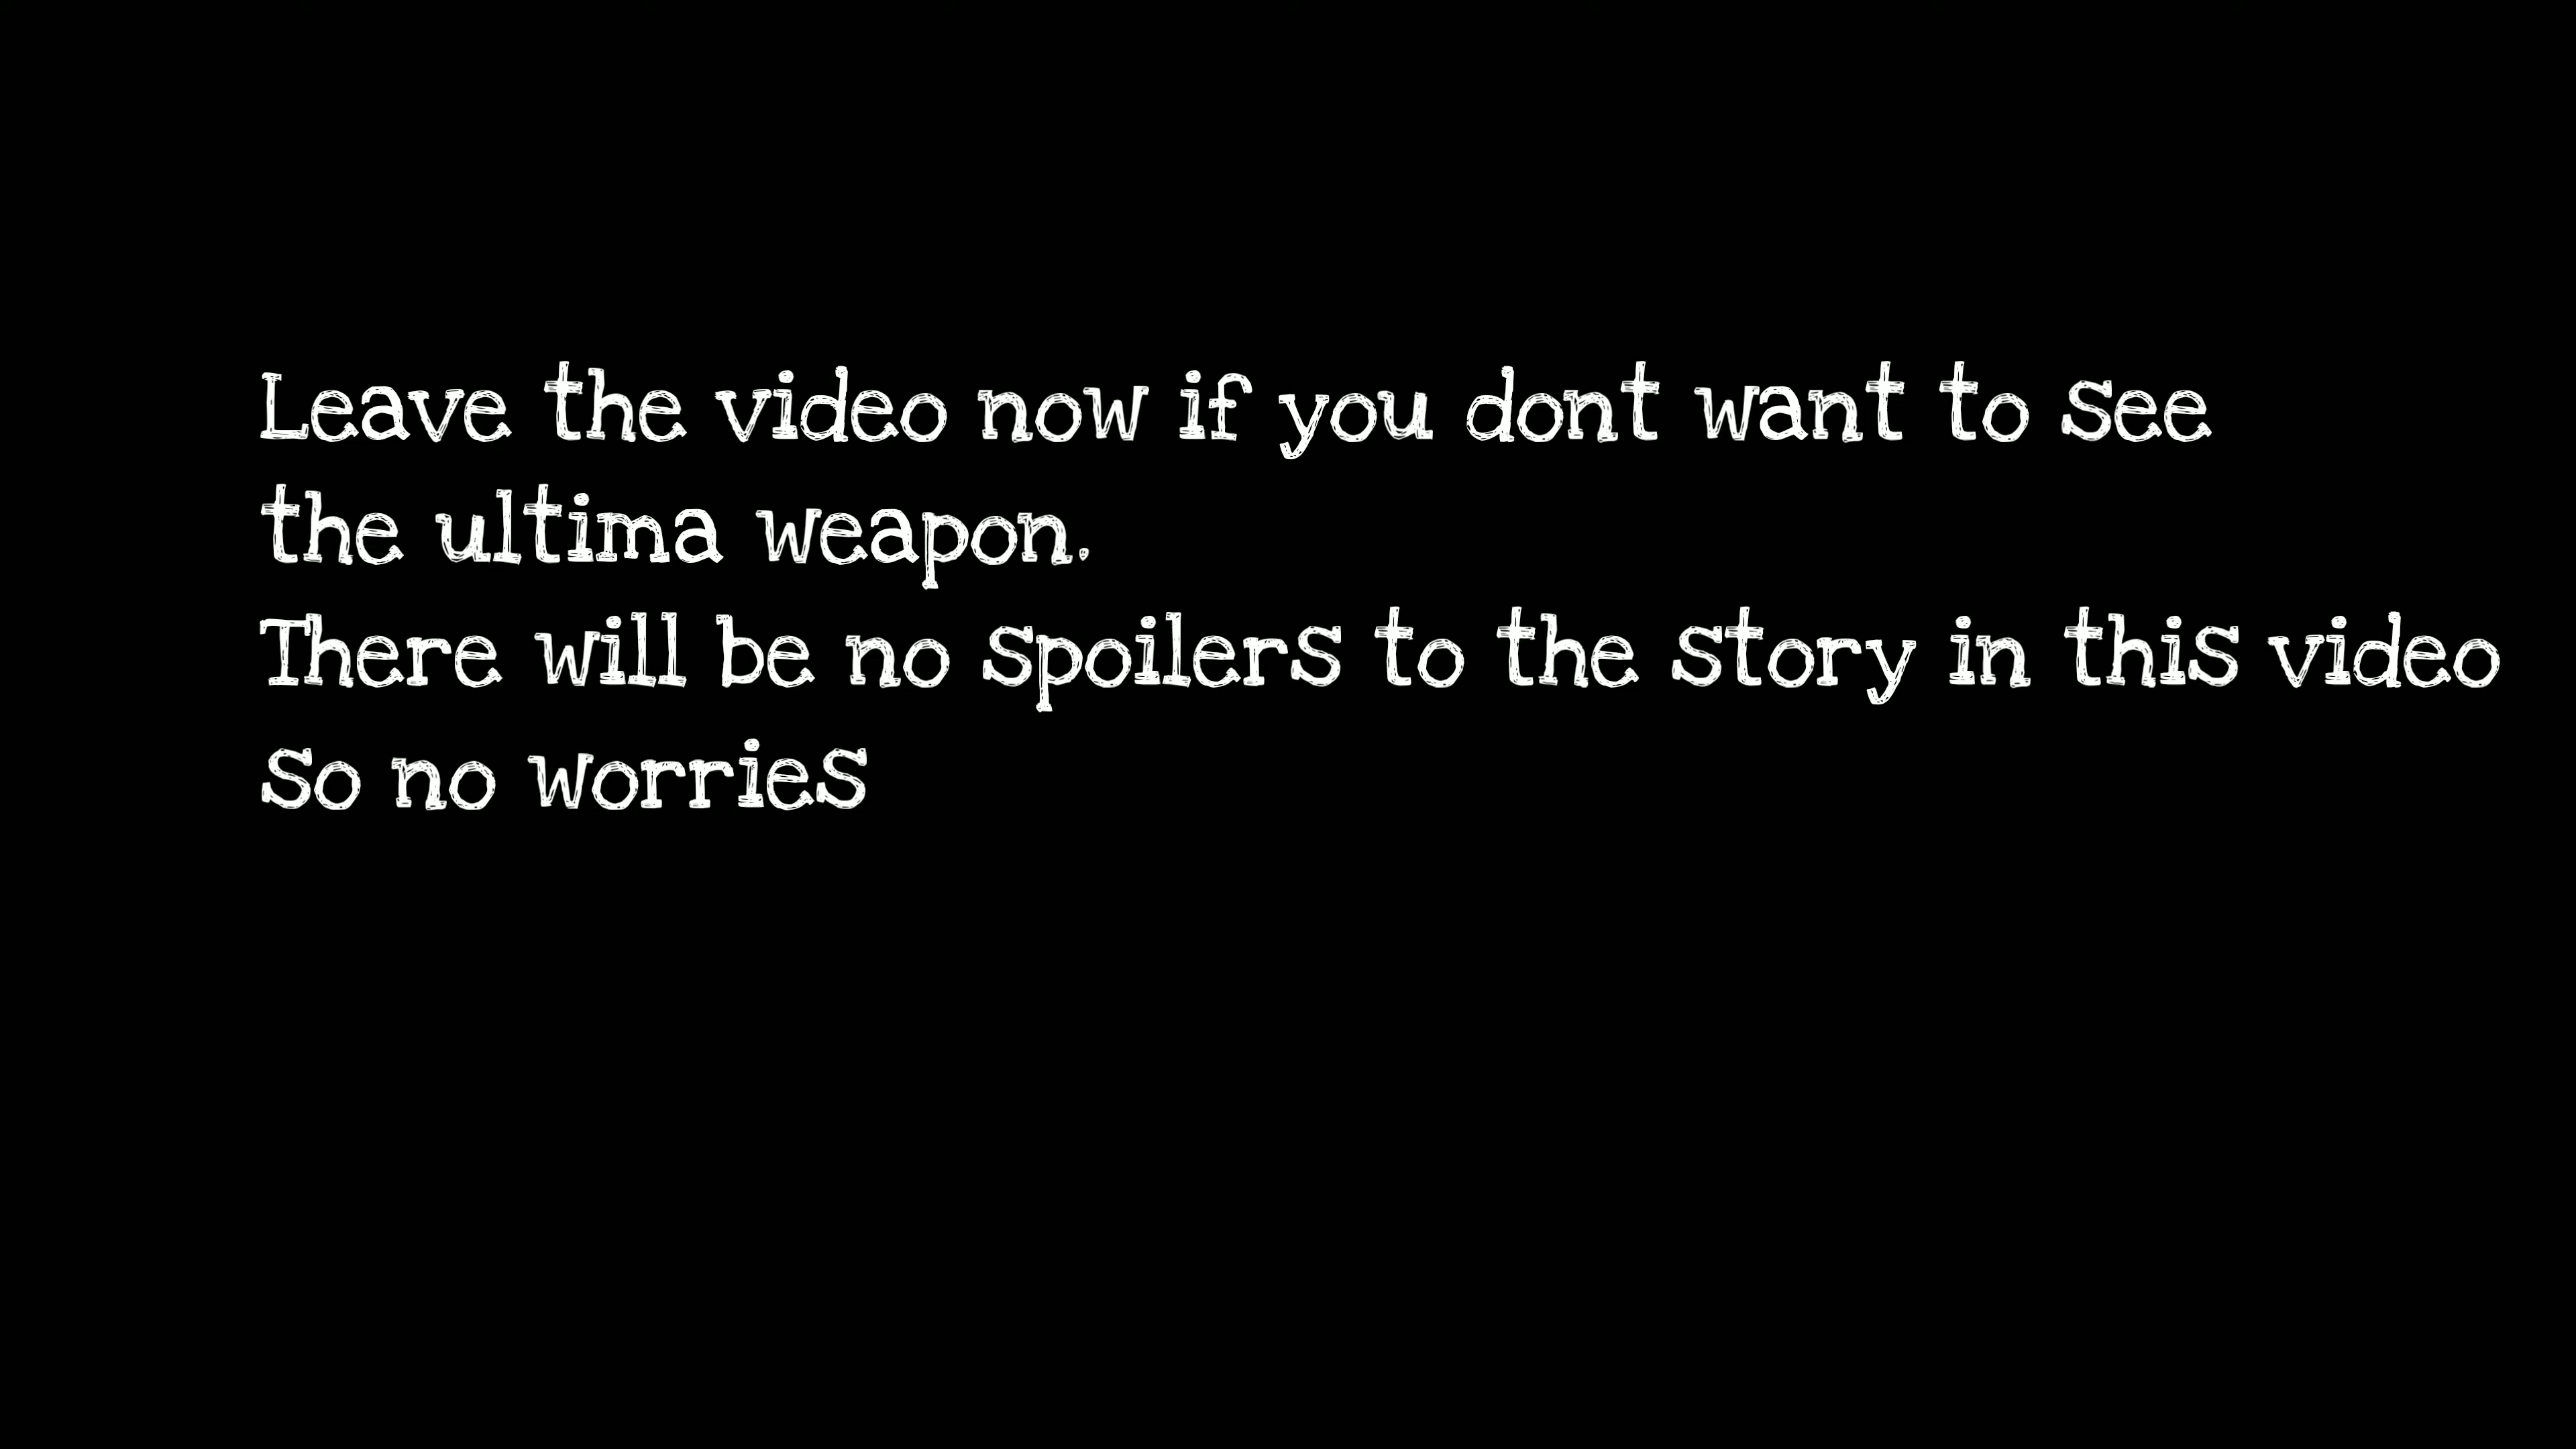 Leave the video now if you dont want to see
the ultima weapon.
There will be no spoilers to the story in this video
so no worries